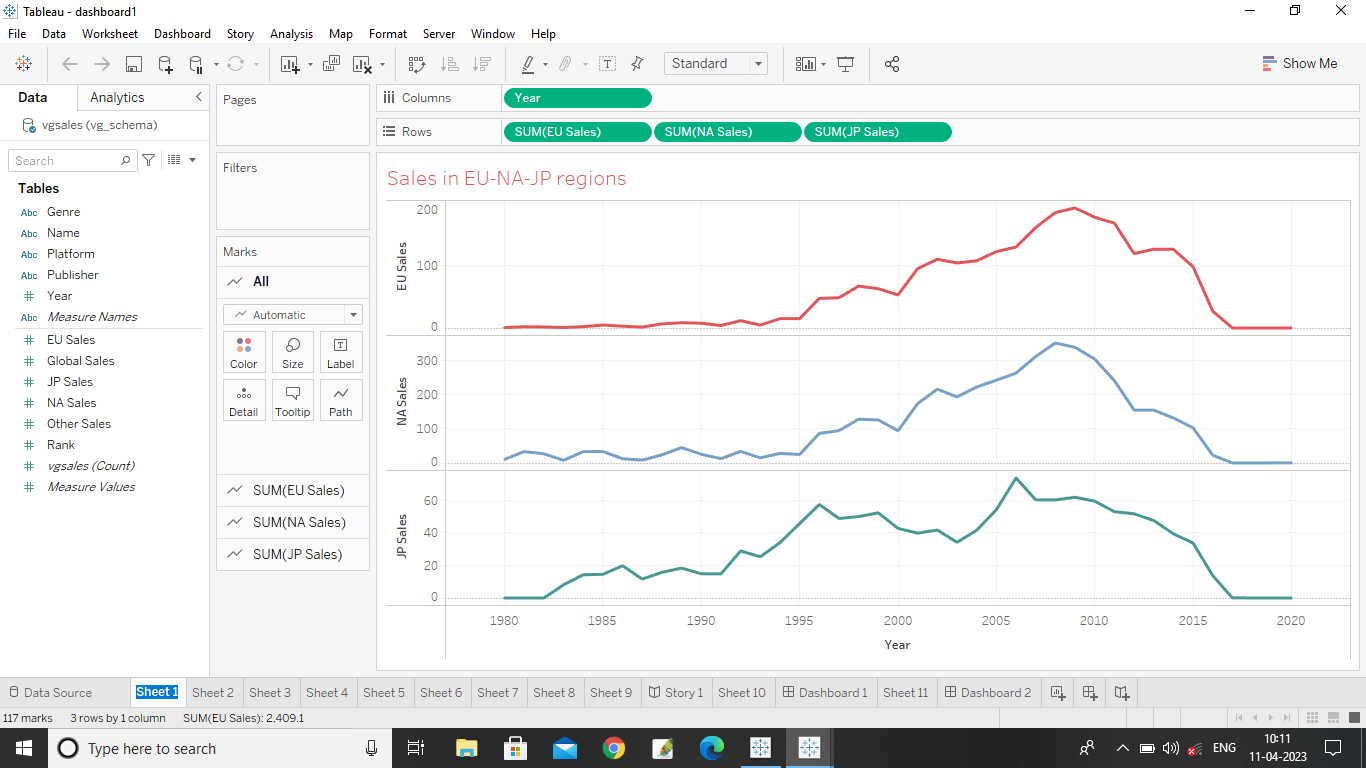 Tableau - dashboard1
File Data Worksheet Dashboard Story Analysis Map Format Server Window Help
Standard
Show Me
Data
Analytics
vgsales (vg_schema)
Search
Tables
Abc Genre
Abc Name
Abc Platform
Abc Publisher
Year
Abc Measure Names
EU Sales
Global Sales
JP Sales
NA Sales
Other Sales
Rank
vgsales (Count)
Measure Values
Pages
Filters
Marks
All
Automatic
Color Size Label
Detail Tooltip Path
SUM(EU Sales)
SUM(NA Sales)
SUM(JP Sales)
Columns Year
Rows SUM(EU Sales) SUM(NA Sales) SUM(JP Sales)
Sales in EU-NA-JP regions
EU Sales
200
100
0
NA Sales
300
200
100
0
JP Sales
60
40
20
0
1980 1985 1990 1995 2000 2005 2010 2015 2020
Year
Data Source Sheet 1 Sheet 2 Sheet 3 Sheet 4 Sheet 5 Sheet 6 Sheet 7 Sheet 8 Sheet 9 Story 1 Sheet 10 Dashboard 1 Sheet 11 Dashboard 2
117 marks 3 rows by 1 column SUM(EU Sales): 2,409.1
Type here to search
ENG
10:11
11-04-2023